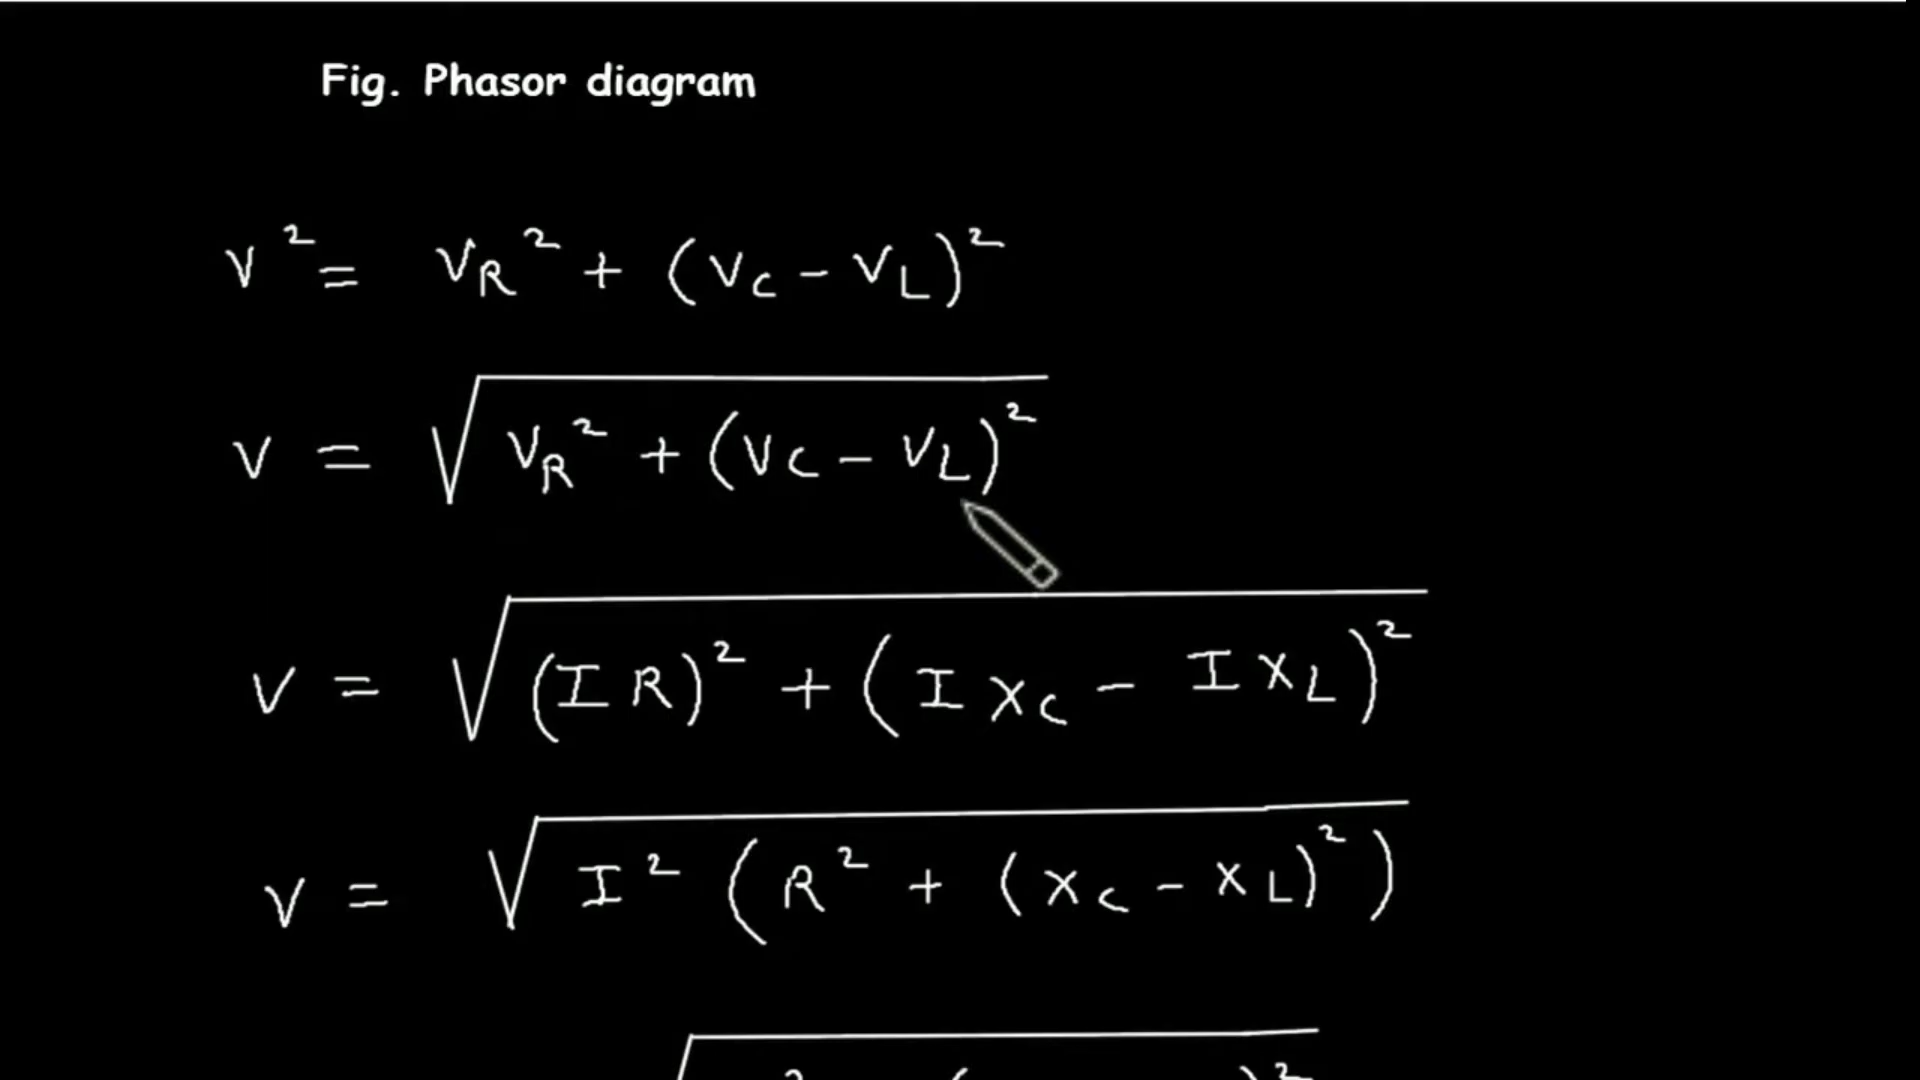 Fig. Phasor diagram
V² = VR² + (VC - VL)²
V = √(VR² + (VC - VL)²)
V = √((IR)² + (IXC - IXL)²)
V = √(I² (R² + (XC - XL)²))